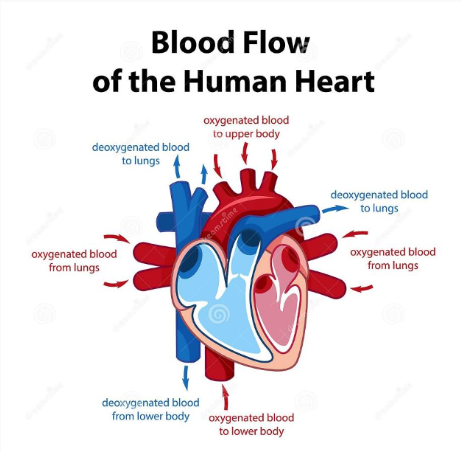 Blood Flow
of the Human Heart
oxygenated blood
to upper body
deoxygenated blood
to lungs
deoxygenated blood
to lungs
oxygenated blood
from lungs
oxygenated blood
from lungs
deoxygenated blood
from lower body
oxygenated blood
to lower body